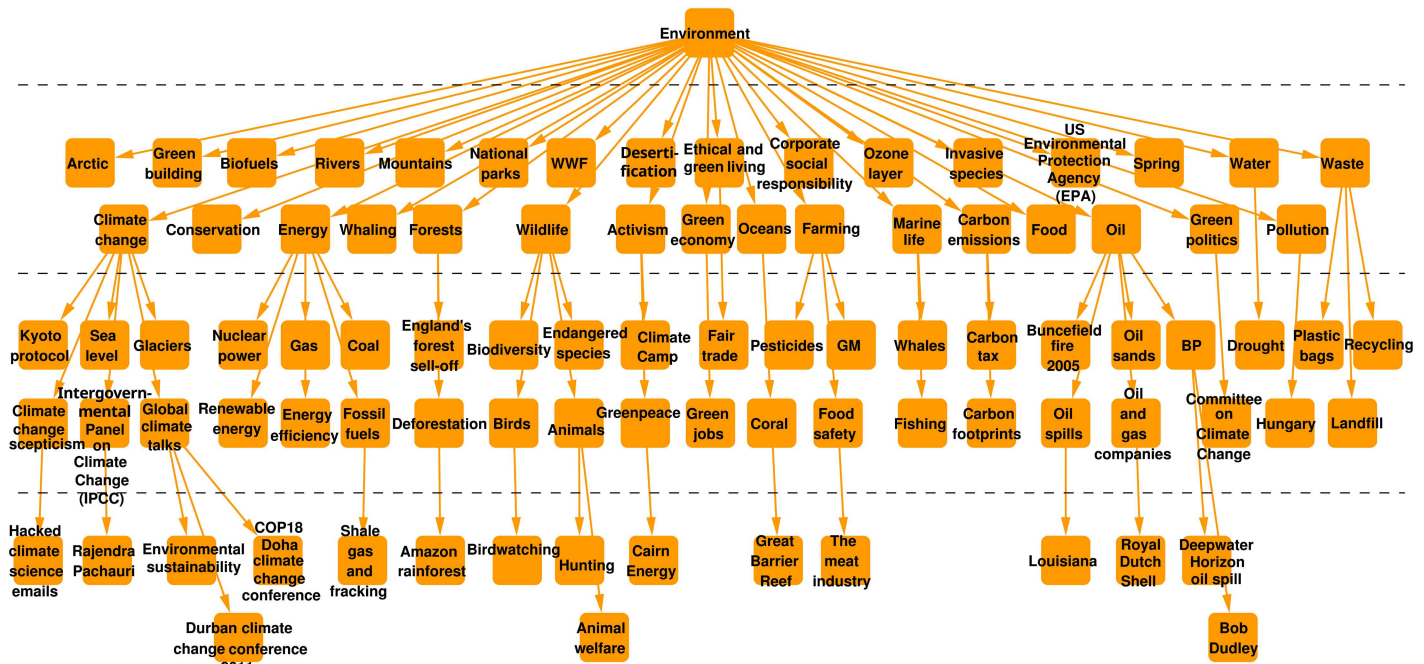 Environment
Arctic
Green
building
Biofuels
Rivers
Mountains
National
parks
WWF
Deserti-
fication
Ethical and
green living
Corporate
social
responsibility
Ozone
layer
Invasive
species
US
Environmental
Protection
Agency
(EPA)
Spring
Water
Waste
Climate
change
Conservation
Energy
Whaling
Forests
Wildlife
Activism
Green
economy
Oceans
Farming
Marine
life
Carbon
emissions
Food
Oil
Green
politics
Pollution
Kyoto
protocol
Sea
level
Glaciers
Nuclear
power
Gas
Coal
England's
forest
sell-off
Biodiversity
Endangered
species
Climate
Camp
Fair
trade
Pesticides
GM
Whales
Carbon
tax
Buncefield
fire
2005
Oil
sands
BP
Drought
Plastic
bags
Recycling
Climate
change
scepticism
Intergovern-
mental
Panel
on
Climate
Change
(IPCC)
Global
climate
talks
Renewable
energy
Energy
efficiency
Fossil
fuels
Deforestation
Birds
Animals
Greenpeace
Green
jobs
Coral
Food
safety
Fishing
Carbon
footprints
Oil
spills
Oil
and
gas
companies
Committee
on
Climate
Change
Hungary
Landfill
Hacked
climate
science
emails
Rajendra
Pachauri
Environmental
sustainability
COP18
Doha
climate
change
conference
Shale
gas
and
fracking
Amazon
rainforest
Birdwatching
Hunting
Cairn
Energy
Great
Barrier
Reef
The
meat
industry
Louisiana
Royal
Dutch
Shell
Deepwater
Horizon
oil spill
Durban climate
change conference
2011
Animal
welfare
Bob
Dudley